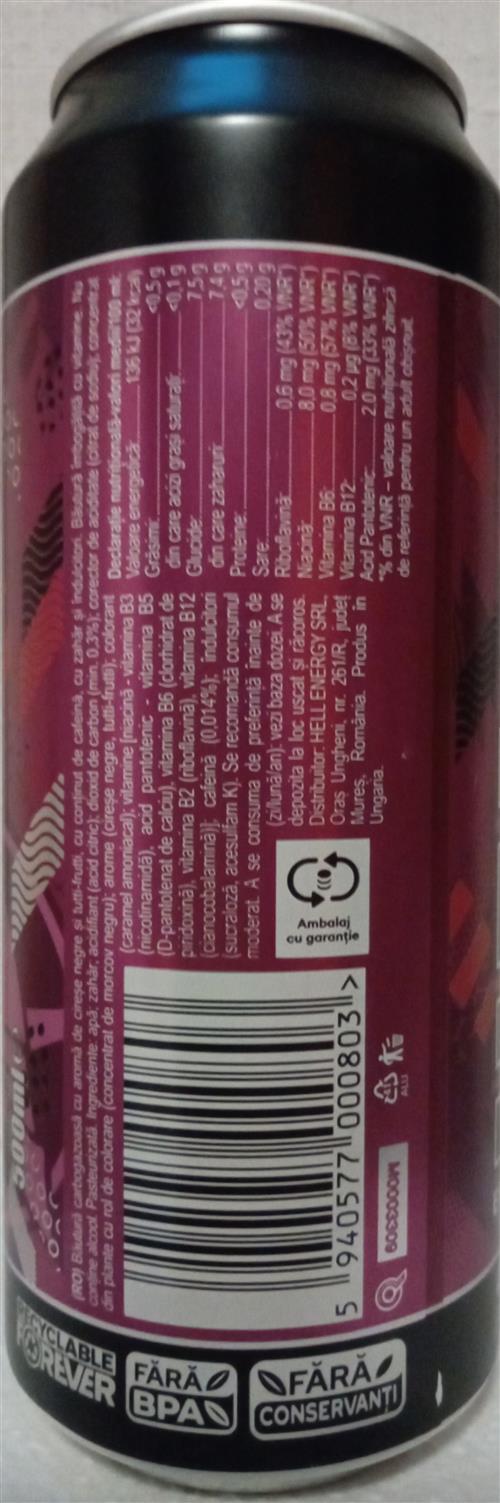 500ml
(RO) Băutură carbogazoasă cu aromă de cireșe negre și tutti-frutti, cu conținut de cafeină, cu zahăr și îndulcitori. Băutură îmbogățită cu vitamine. Nu
conține alcool. Pasteurizată. Ingrediente: apă; zahăr; acidifiant (acid citric); dioxid de carbon (min. 0,3%); corector de aciditate (citrat de sodiu); concentrat
din plante cu rol de colorare (concentrat de morcov negru); arome (cireșe negre, tutti-frutti); colorant
(caramel amoniacal); vitamine [niacină - vitamina B3
(nicotinamidă), acid pantotenic - vitamina B5
(D-pantotenat de calciu), vitamina B6 (clorhidrat de
piridoxină), vitamina B2 (riboflavină), vitamina B12
(cianocobalamină)]; cafeină (0,014%); îndulcitori
(sucraloză, acesulfam K). Se recomandă consumul
moderat. A se consuma de preferință înainte de
(zi/lună/an): vezi baza dozei. A se
depozita la loc uscat și răcoros.
Distribuitor: HELL ENERGY SRL,
Oraș Ungheni, nr. 261/R, județ
Mureș, România. Produs în
Ungaria.
Declarație nutrițională-valori medii/100 ml:
Valoare energetică: 136 kJ (32 kcal)
Grăsimi: <0,5 g
din care acizi grași saturați: <0,1 g
Glucide: 7,5 g
din care zaharuri: 7,4 g
Proteine: <0,5 g
Sare: 0,20 g
Riboflavină: 0,6 mg (43% VNR*)
Niacină: 8,0 mg (50% VNR*)
Vitamina B6: 0,8 mg (57% VNR*)
Vitamina B12: 0,2 µg (8% VNR*)
Acid Pantotenic: 2,0 mg (33% VNR*)
*% din VNR – valoare nutrițională zilnică
de referință pentru un adult obișnuit
Ambalaj
cu garanție
5 940577 000803 >
M0003309
41
ALU
RECYCLABLE
FOREVER
FĂRĂ
BPA
FĂRĂ
CONSERVANȚI